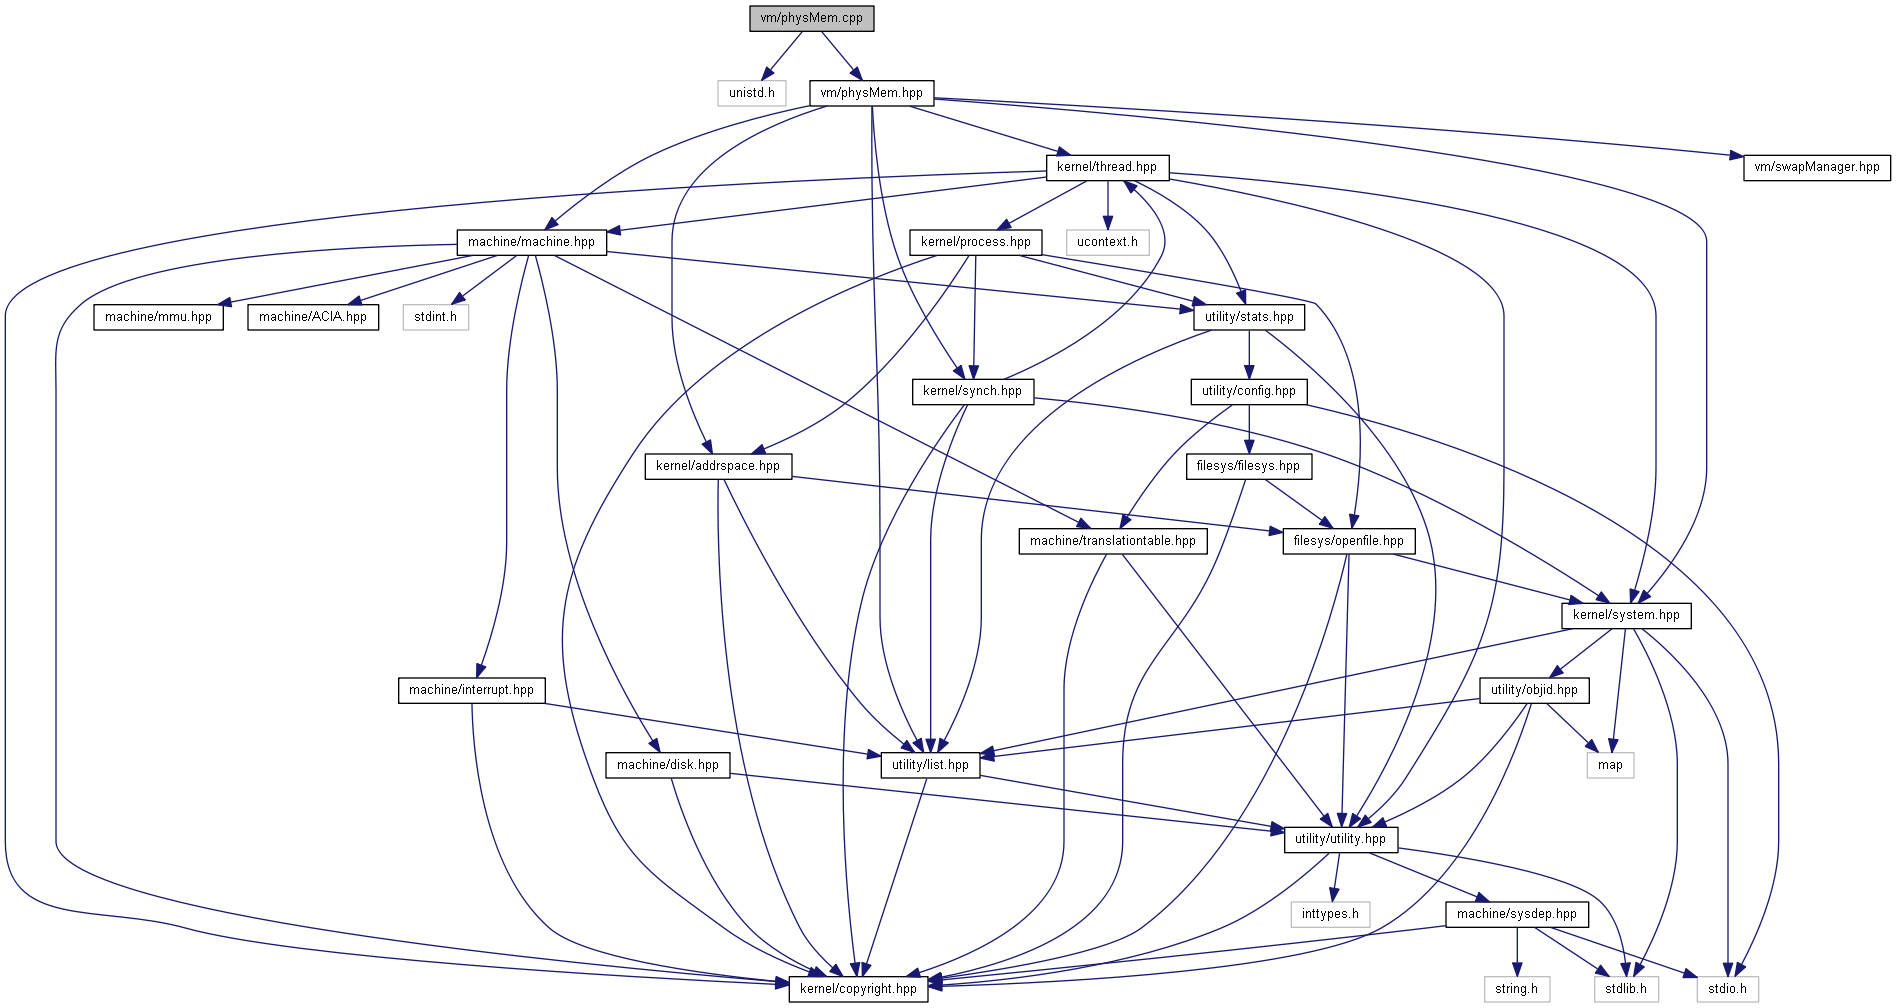 vm/physMem.cpp
unistd.h
vm/physMem.hpp
kernel/thread.hpp
vm/swapManager.hpp
machine/machine.hpp
kernel/process.hpp
ucontext.h
machine/mmu.hpp
machine/ACIA.hpp
stdint.h
utility/stats.hpp
kernel/synch.hpp
utility/config.hpp
kernel/addrspace.hpp
filesys/filesys.hpp
machine/translationtable.hpp
filesys/openfile.hpp
kernel/system.hpp
machine/interrupt.hpp
utility/objid.hpp
machine/disk.hpp
utility/list.hpp
map
utility/utility.hpp
inttypes.h
machine/sysdep.hpp
kernel/copyright.hpp
string.h
stdlib.h
stdio.h